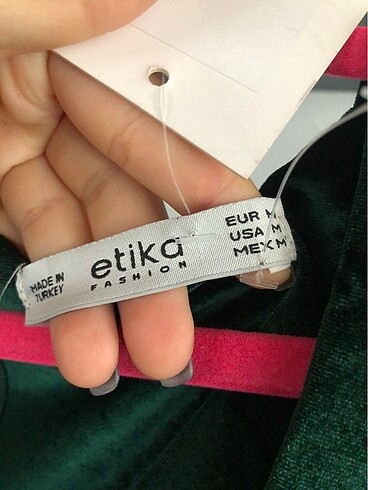 MADE IN
TURKEY
etika
FASHION
EUR M
USA M
MEX M